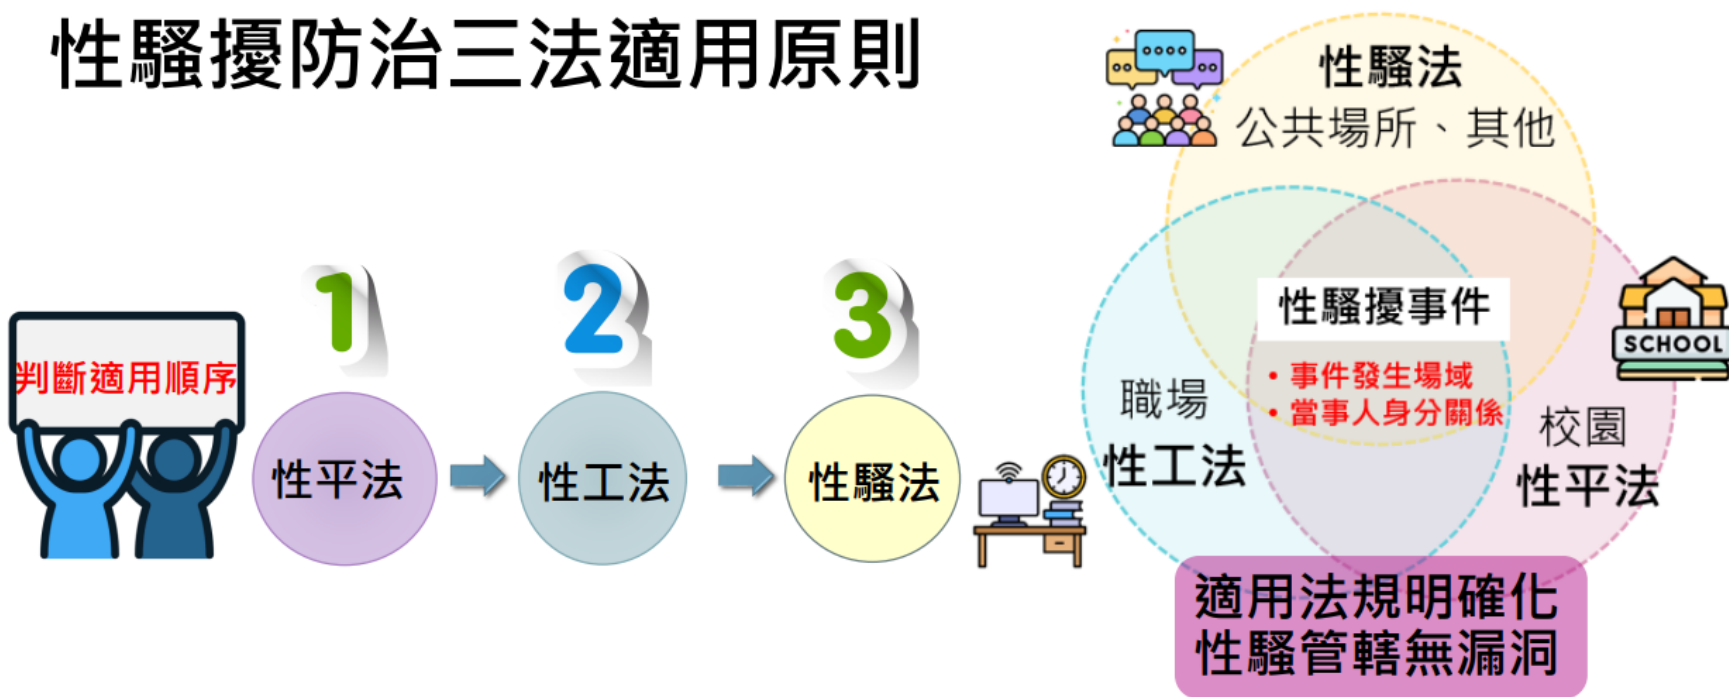 性騷擾防治三法適用原則
判斷適用順序
1
2
3
性平法
性工法
性騷法
性騷法
公共場所、其他
性騷擾事件
• 事件發生場域
• 當事人身分關係
職場
性工法
SCHOOL
校園
性平法
適用法規明確化
性騷管轄無漏洞